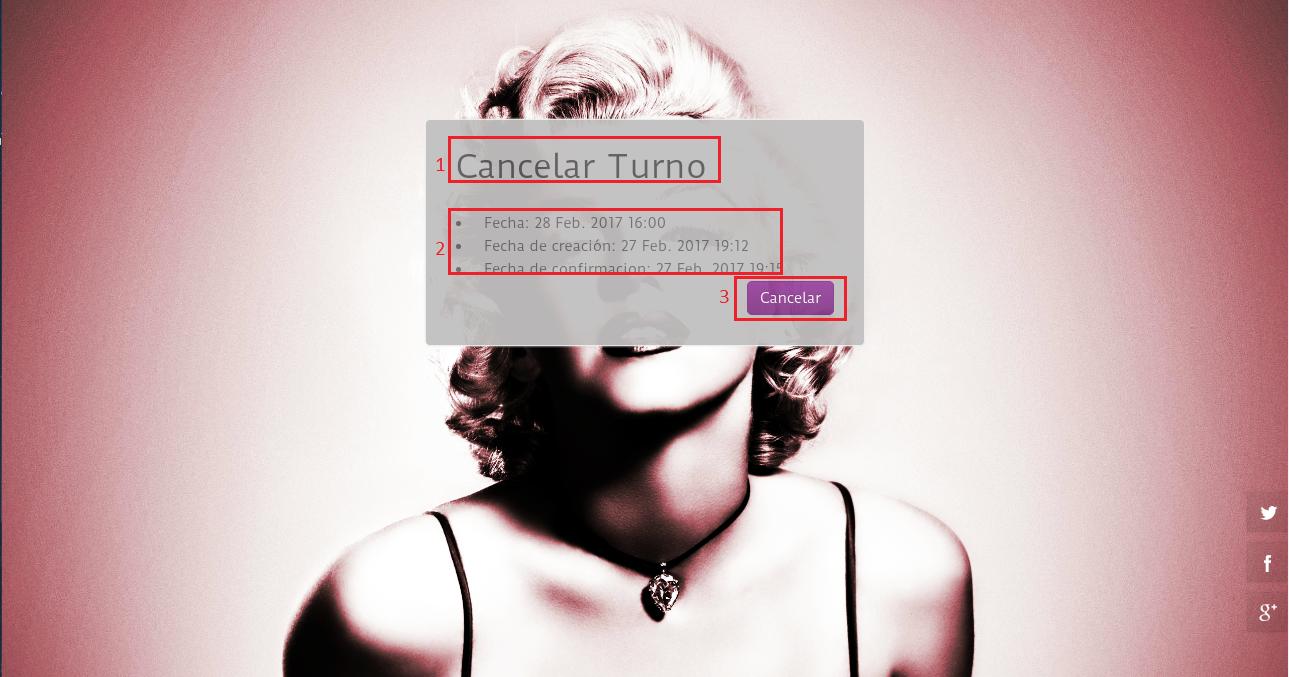 1 Cancelar Turno
2
• Fecha: 28 Feb. 2017 16:00
• Fecha de creación: 27 Feb. 2017 19:12
• Fecha de confirmacion: 27 Feb. 2017 19:15
3 Cancelar
f
g+